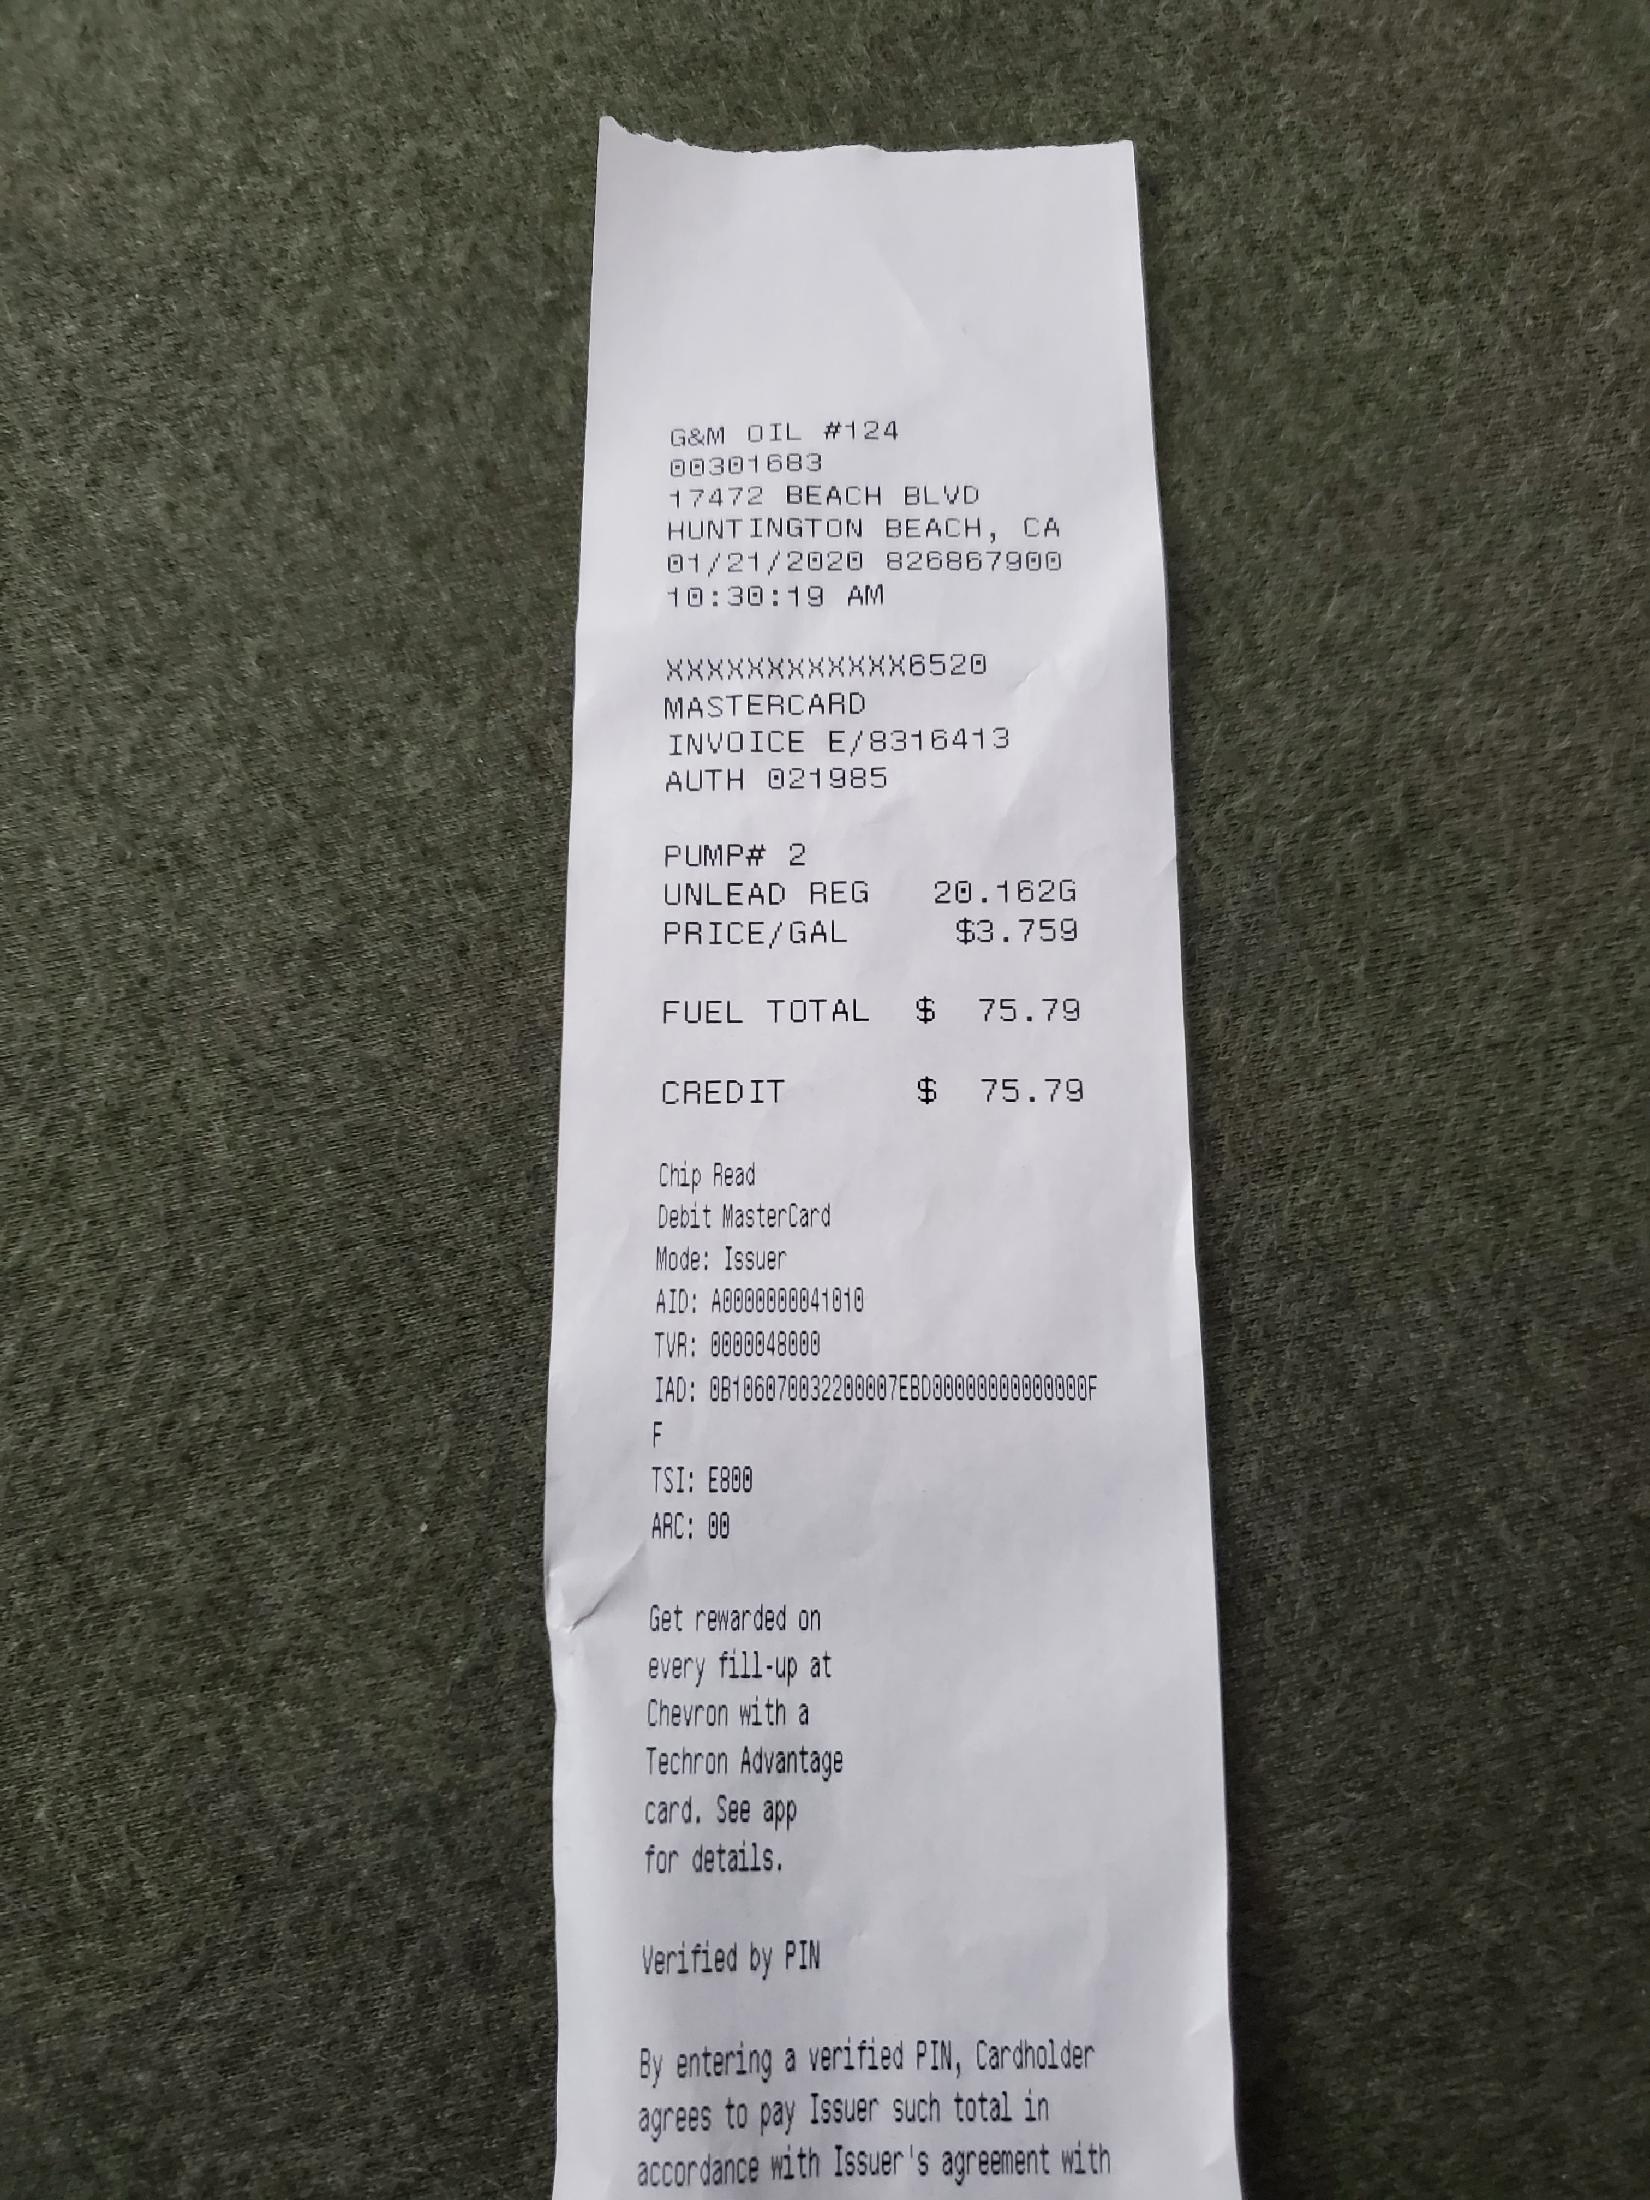 G&M OIL #124
00301683
17472 BEACH BLVD
HUNTINGTON BEACH, CA
01/21/2020 826867900
10:30:19 AM
XXXXXXXXXXXX6520
MASTERCARD
INVOICE E/8316413
AUTH 021985
PUMP# 2
UNLEAD REG 20.162G
PRICE/GAL $3.759
FUEL TOTAL $ 75.79
CREDIT $ 75.79
Chip Read
Debit MasterCard
Mode: Issuer
AID: A0000000041010
TVR: 0000048000
IAD: 0B106070032200007EBD00000000000000F
F
TSI: E800
ARC: 00
Get rewarded on
every fill-up at
Chevron with a
Techron Advantage
card. See app
for details.
Verified by PIN
By entering a verified PIN, Cardholder
agrees to pay Issuer such total in
accordance with Issuer's agreement with